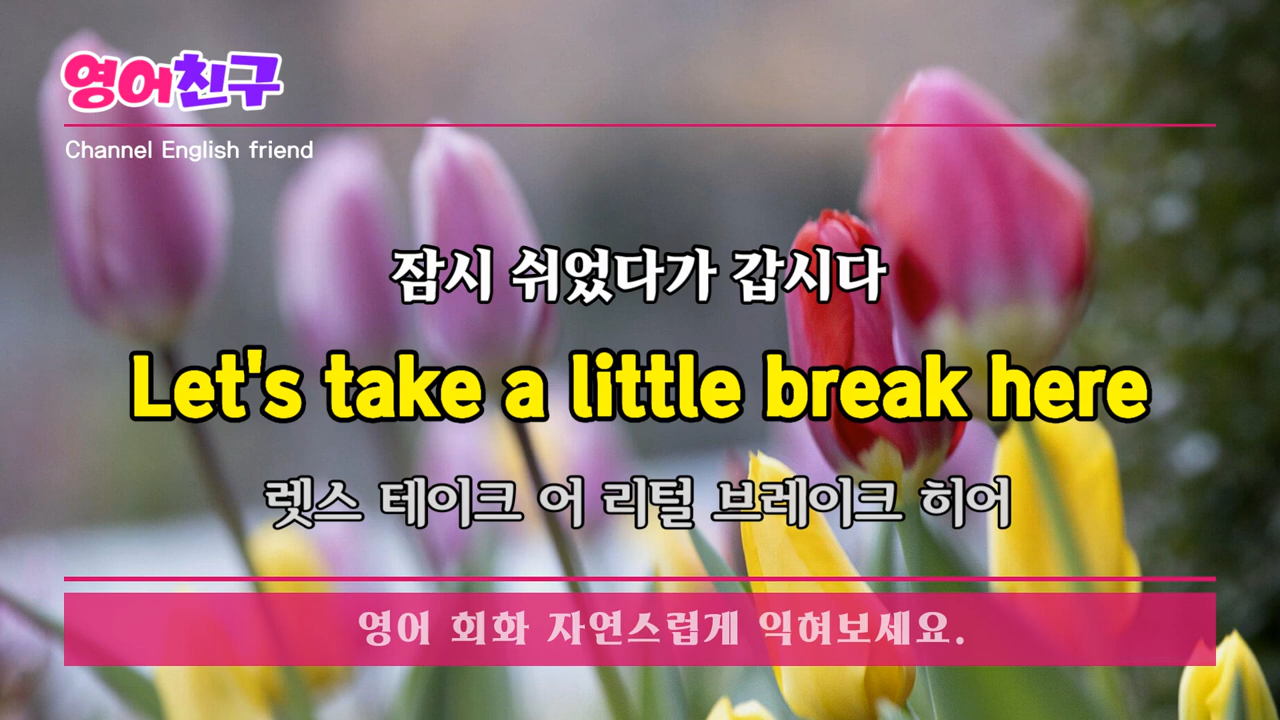 영어친구
Channel English friend
잠시 쉬었다가 갑시다
Let's take a little break here
렛스 테이크 어 리털 브레이크 히어
영어 회화 자연스럽게 익혀보세요.